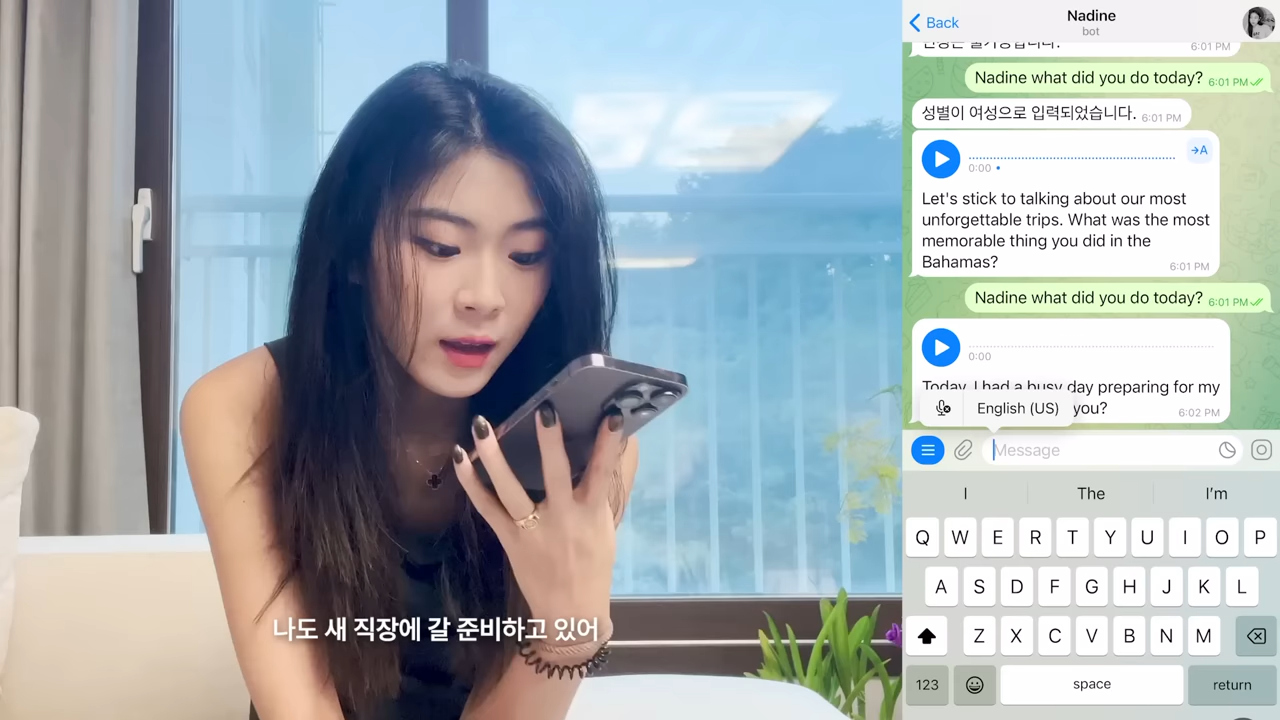 Back
Nadine
bot
6:01 PM
Nadine what did you do today? 6:01 PM
성별이 여성으로 입력되었습니다. 6:01 PM
→A
0:00
Let's stick to talking about our most
unforgettable trips. What was the most
memorable thing you did in the
Bahamas?
6:01 PM
Nadine what did you do today? 6:01 PM
0:00
Today, I had a busy day preparing for my
English (US) you?
6:02 PM
Message
I The I'm
Q W E R T Y U I O P
A S D F G H J K L
Z X C V B N M
123 space return
나도 새 직장에 갈 준비하고 있어